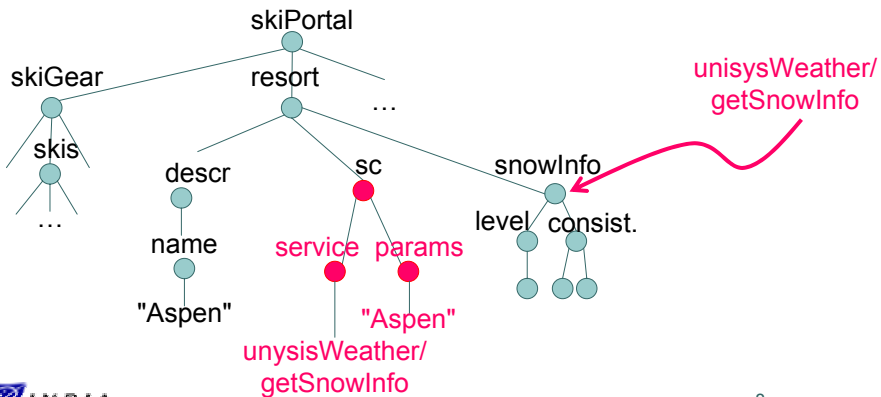 skiPortal
skiGear
resort
unisysWeather/
getSnowInfo
…
skis
descr
sc
snowInfo
…
level
consist.
name
service
params
"Aspen"
"Aspen"
unysisWeather/
getSnowInfo